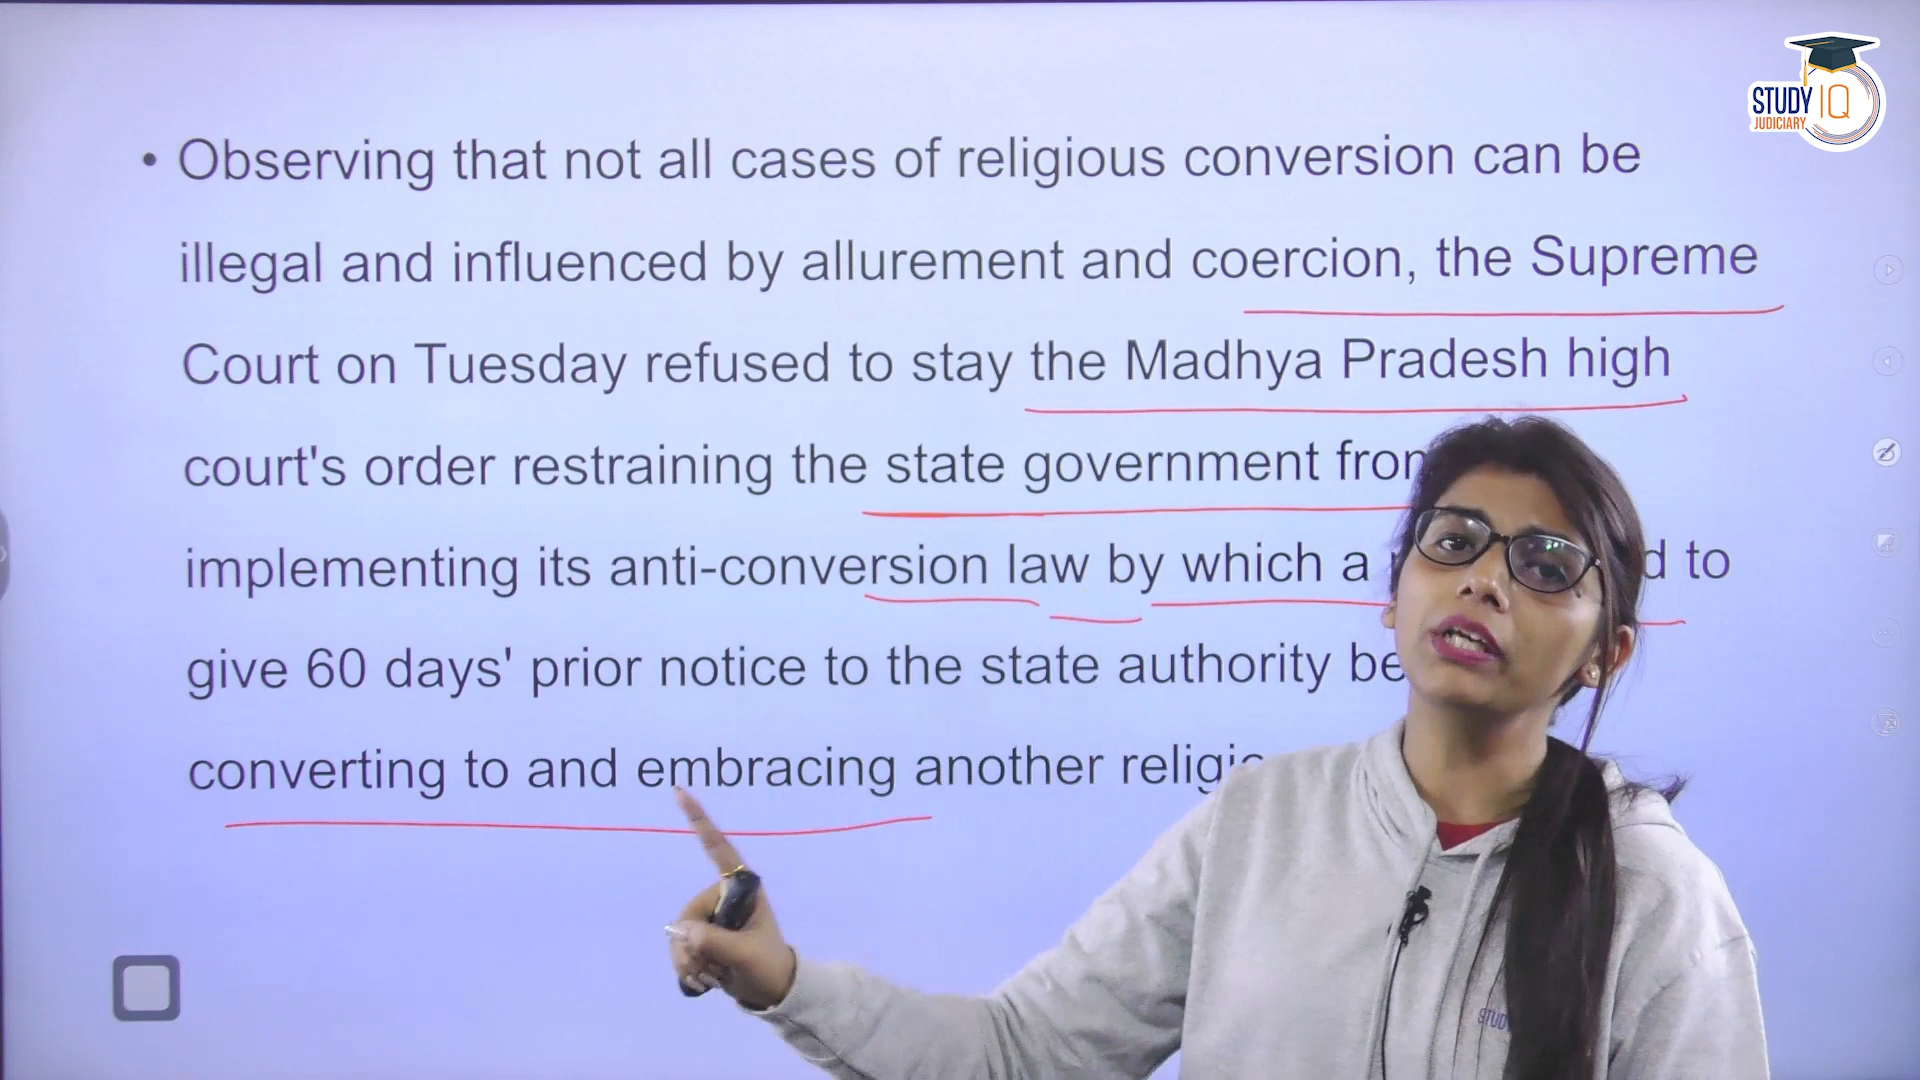 STUDY IQ
JUDICIARY
• Observing that not all cases of religious conversion can be
illegal and influenced by allurement and coercion, the Supreme
Court on Tuesday refused to stay the Madhya Pradesh high
court's order restraining the state government
implementing its anti-conversion law by which a to
give 60 days' prior notice to the state authority
converting to and embracing another
STUD